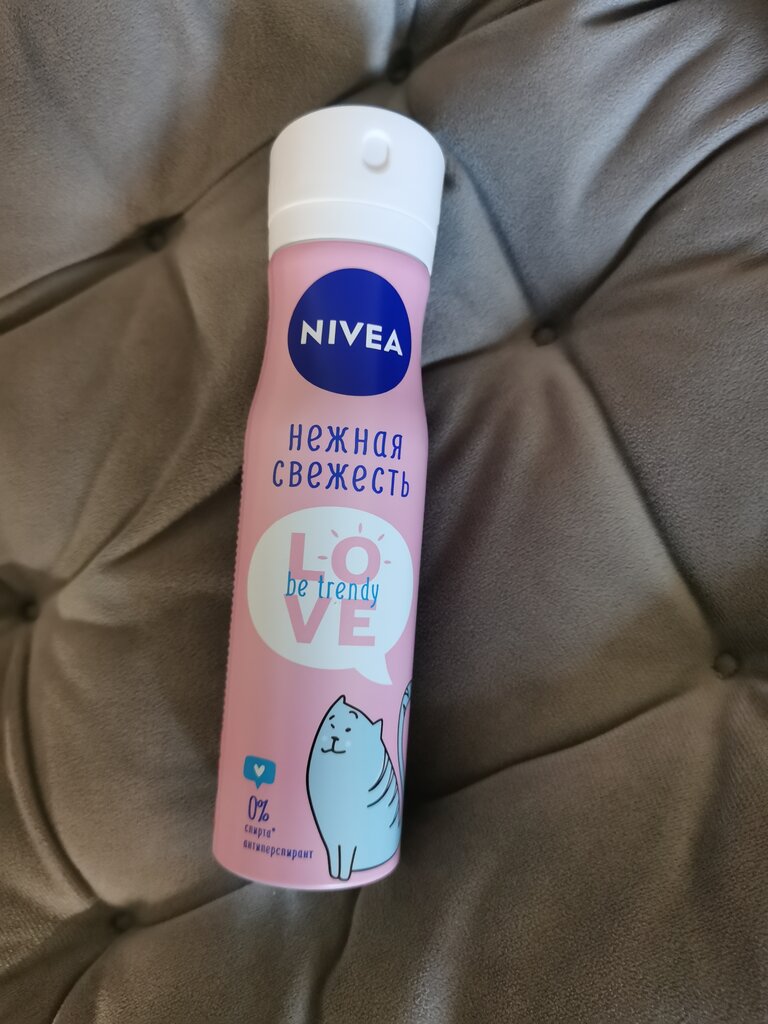 NIVEA
нежная
свежесть
LO
be trendy
VE
0%
спирта*
антиперспирант